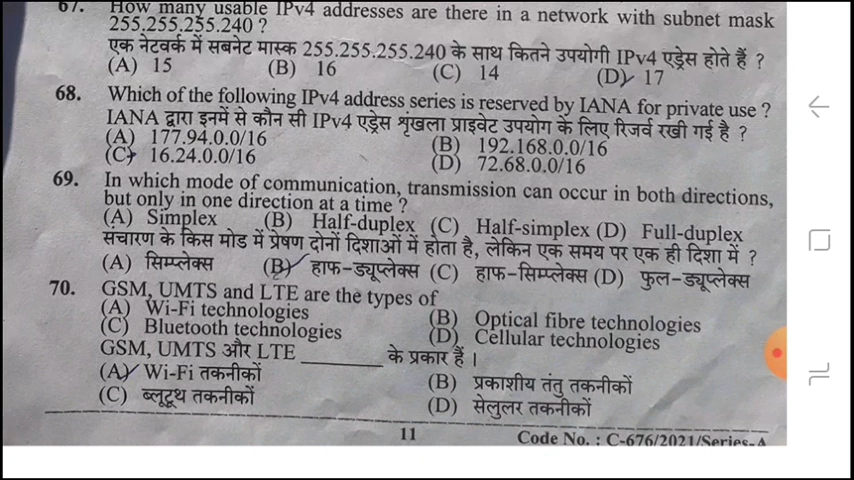 67. How many usable IPv4 addresses are there in a network with subnet mask
255.255.255.240 ?
एक नेटवर्क में सबनेट मास्क 255.255.255.240 के साथ कितने उपयोगी IPv4 एड्रेस होते हैं ?
(A) 15 (B) 16 (C) 14 (D) 17
68. Which of the following IPv4 address series is reserved by IANA for private use ?
IANA द्वारा इनमें से कौन सी IPv4 एड्रेस शृंखला प्राइवेट उपयोग के लिए रिजर्व रखी गई है ?
(A) 177.94.0.0/16 (B) 192.168.0.0/16
(C) 16.24.0.0/16 (D) 72.68.0.0/16
69. In which mode of communication, transmission can occur in both directions,
but only in one direction at a time ?
(A) Simplex (B) Half-duplex (C) Half-simplex (D) Full-duplex
संचारण के किस मोड में प्रेषण दोनों दिशाओं में होता है, लेकिन एक समय पर एक ही दिशा में ?
(A) सिम्प्लेक्स (B) हाफ-ड्यूप्लेक्स (C) हाफ-सिम्प्लेक्स (D) फुल-ड्यूप्लेक्स
70. GSM, UMTS and LTE are the types of
(A) Wi-Fi technologies (B) Optical fibre technologies
(C) Bluetooth technologies (D) Cellular technologies
GSM, UMTS और LTE ________ के प्रकार हैं ।
(A) Wi-Fi तकनीकों (B) प्रकाशीय तंतु तकनीकों
(C) ब्लूटूथ तकनीकों (D) सेलुलर तकनीकों
11 Code No. : C-676/2021/Series-A